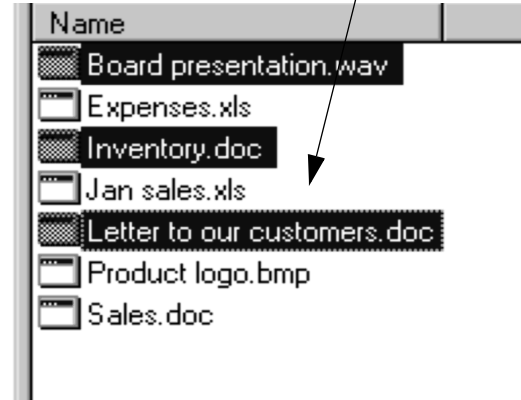 Name
Board presentation.wav
Expenses.xls
Inventory.doc
Jan sales.xls
Letter to our customers.doc
Product logo.bmp
Sales.doc